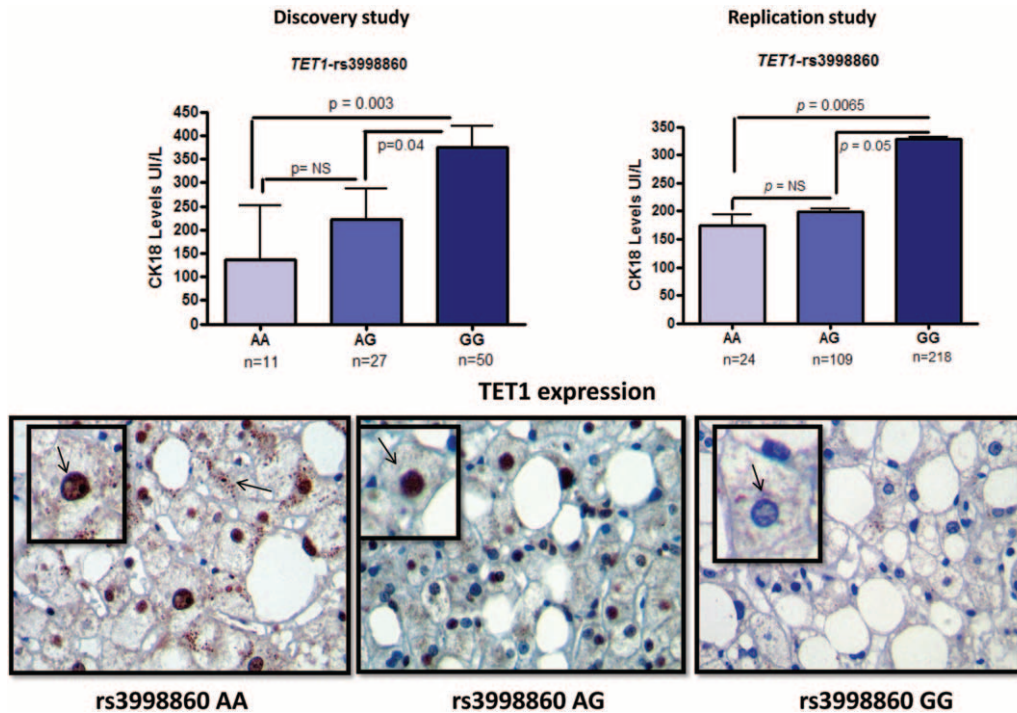 Discovery study
TET1-rs3998860
p = 0.003
p=0.04
p= NS
CK18 Levels UI/L
450
400
350
300
250
200
150
100
50
0
AA
AG
GG
n=11
n=27
n=50
Replication study
TET1-rs3998860
p = 0.0065
p = 0.05
p = NS
CK18 Levels UI/L
350
300
250
200
150
100
50
0
AA
AG
GG
n=24
n=109
n=218
TET1 expression
rs3998860 AA
rs3998860 AG
rs3998860 GG